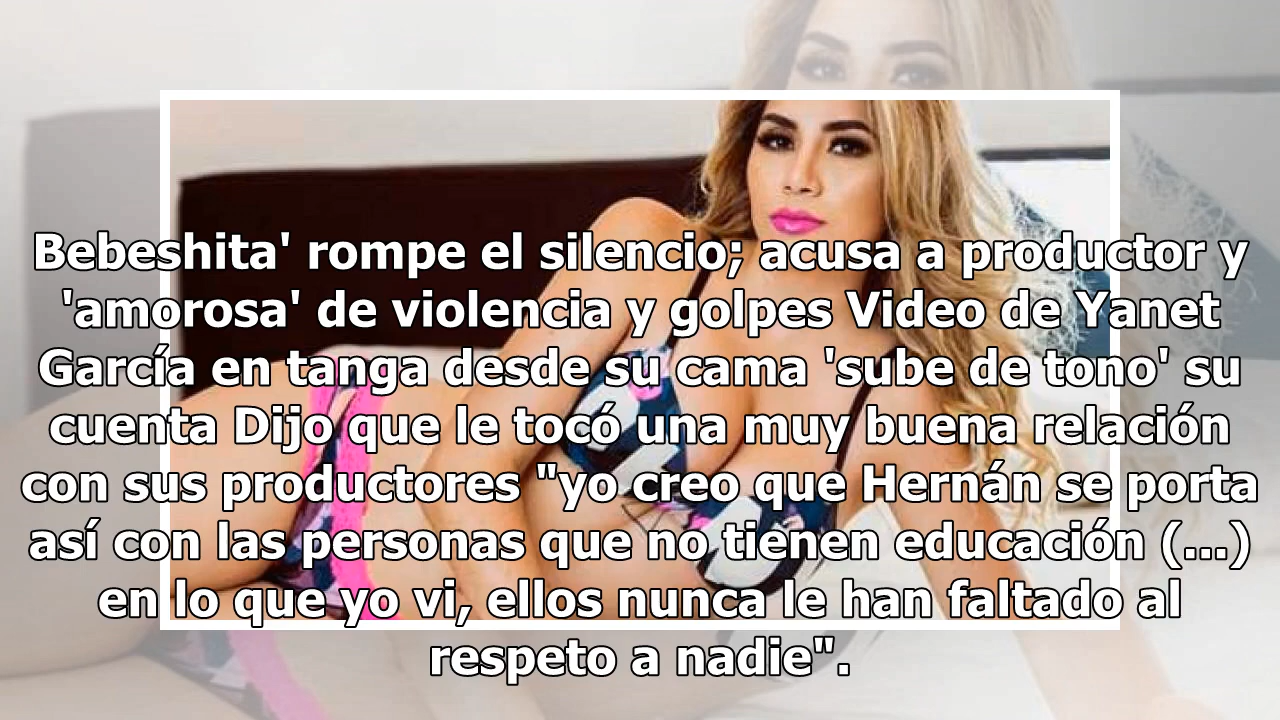 Bebeshita' rompe el silencio; acusa a productor y
'amorosa' de violencia y golpes Video de Yanet
García en tanga desde su cama 'sube de tono' su
cuenta Dijo que le tocó una muy buena relación
con sus productores "yo creo que Hernán se porta
así con las personas que no tienen educación (...)
en lo que yo vi, ellos nunca le han faltado al
respeto a nadie".